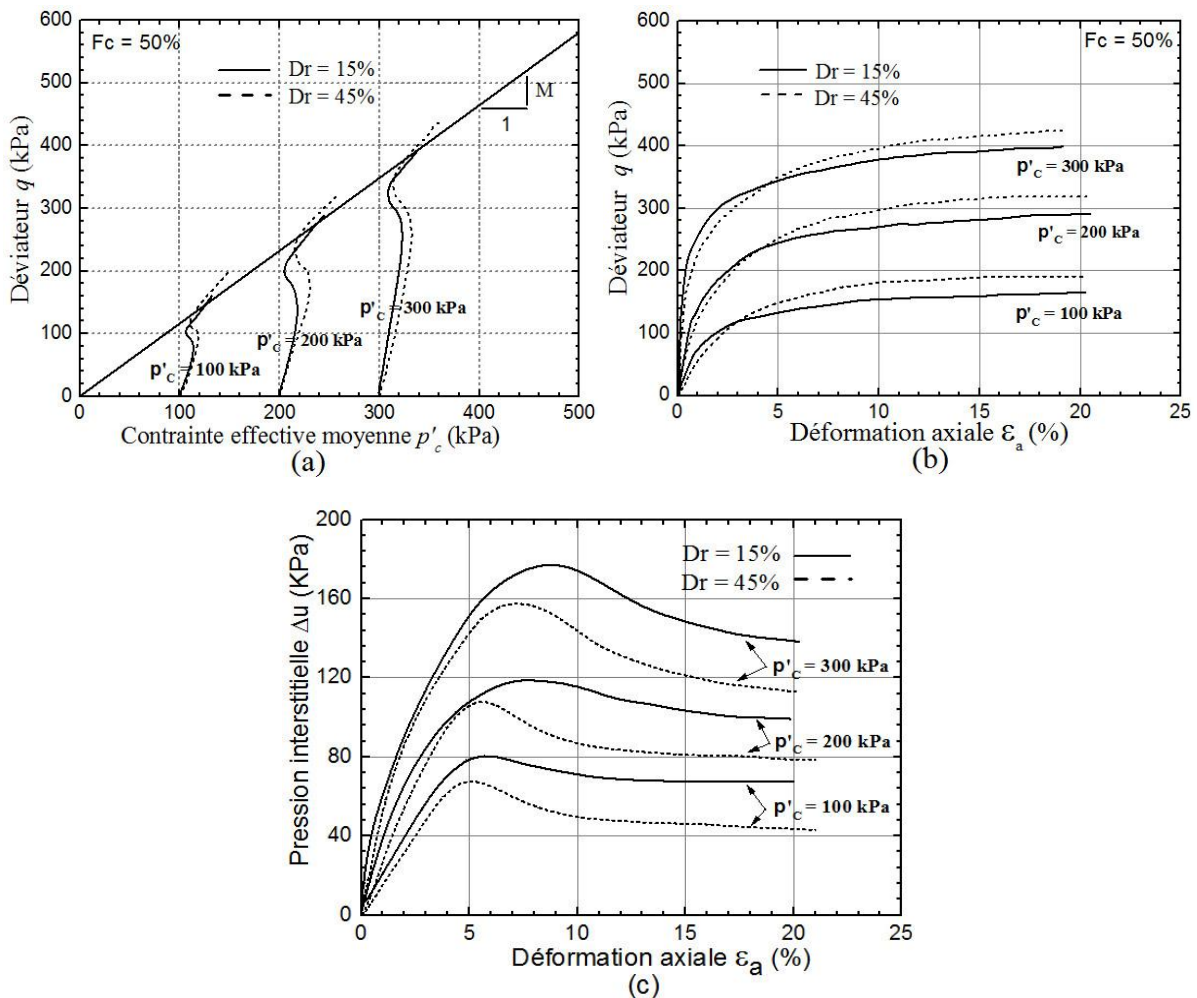 Fc = 50%
Dr = 15%
Dr = 45%
M
1
p'C = 100 kPa
p'C = 200 kPa
p'C = 300 kPa
Déviateur q (kPa)
600
500
400
300
200
100
0
0
100
200
300
400
500
Contrainte effective moyenne p'c (kPa)
(a)
Fc = 50%
Dr = 15%
Dr = 45%
p'C = 300 kPa
p'C = 200 kPa
p'C = 100 kPa
Déviateur q (kPa)
600
500
400
300
200
100
0
0
5
10
15
20
25
Déformation axiale εa (%)
(b)
Dr = 15%
Dr = 45%
p'C = 300 kPa
p'C = 200 kPa
p'C = 100 kPa
Pression interstitielle Δu (KPa)
200
160
120
80
40
0
0
5
10
15
20
25
Déformation axiale εa (%)
(c)